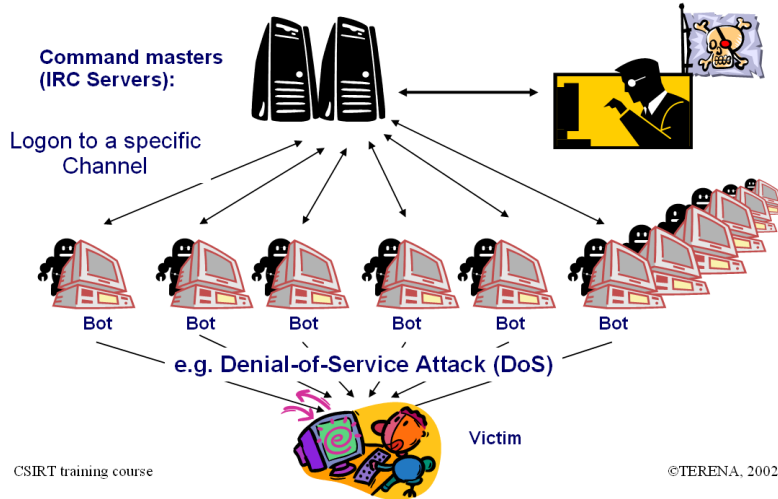 Command masters
(IRC Servers):
Logon to a specific
Channel
Bot Bot Bot Bot Bot Bot
e.g. Denial-of-Service Attack (DoS)
Victim
CSIRT training course ©TERENA, 2002